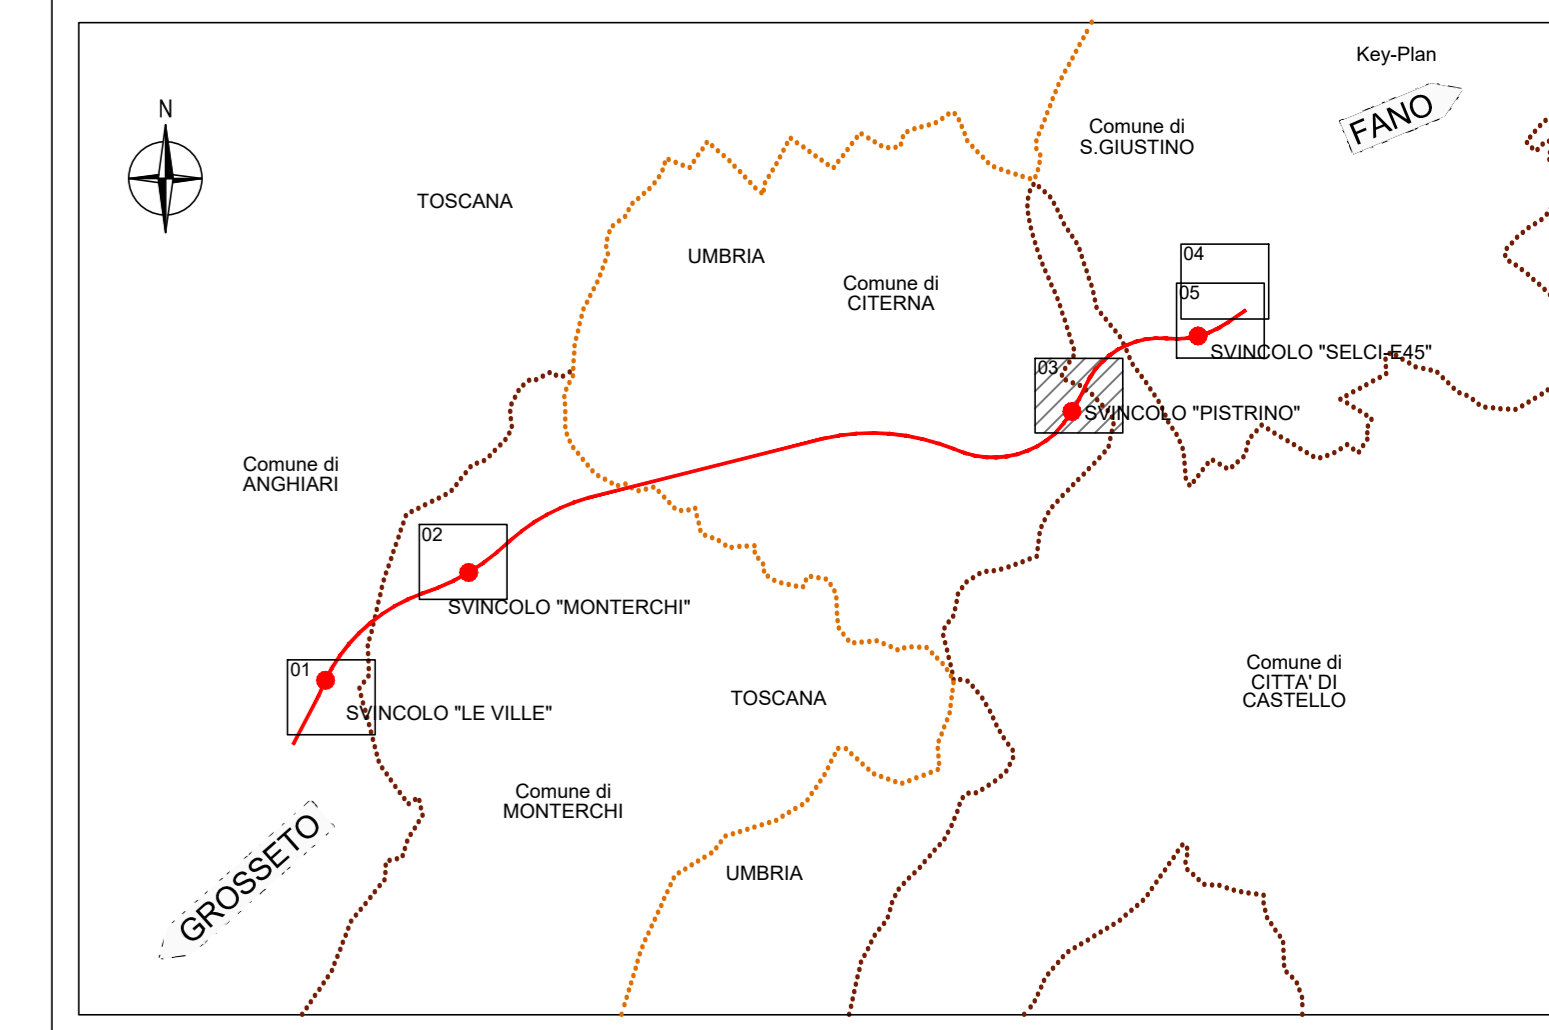 Key-Plan
FANO
N
Comune di
S.GIUSTINO
TOSCANA
UMBRIA
Comune di
CITERNA
04
05
SVINCOLO "SELCI-E45"
03
SVINCOLO "PISTRINO"
Comune di
ANGHIARI
02
SVINCOLO "MONTERCHI"
01
SVINCOLO "LE VILLE"
TOSCANA
Comune di
CITTA' DI
CASTELLO
Comune di
MONTERCHI
GROSSETO
UMBRIA